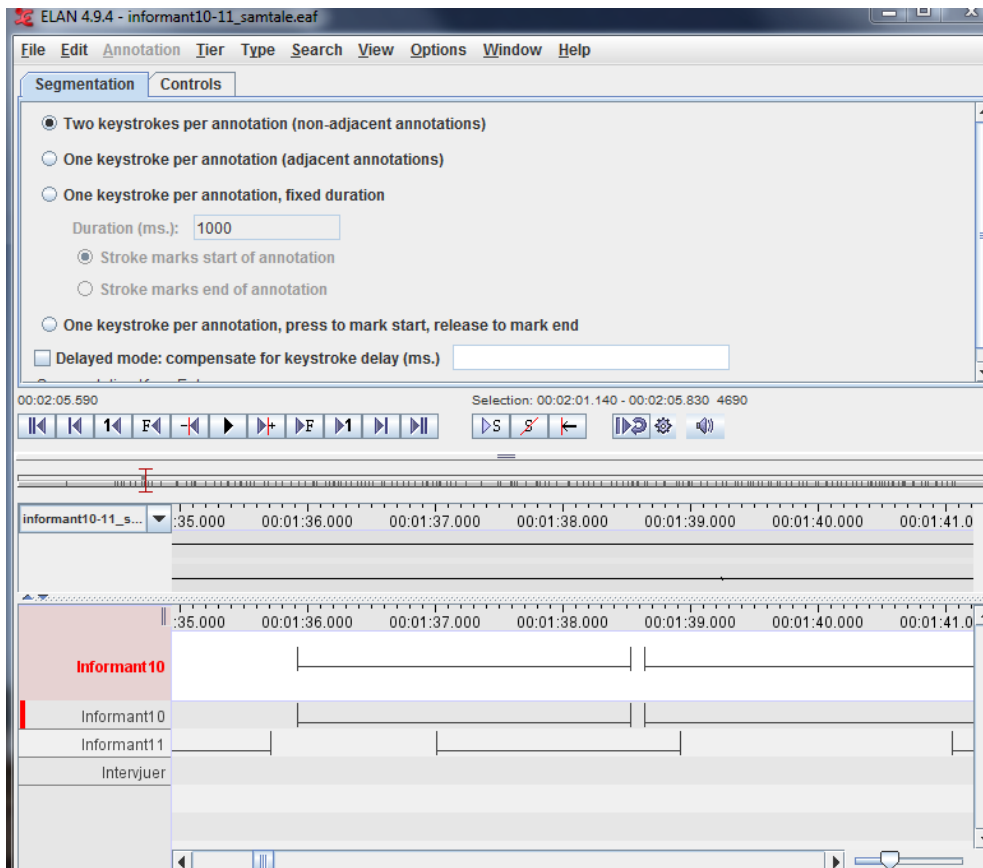 ELAN 4.9.4 - informant10-11_samtale.eaf
File Edit Annotation Tier Type Search View Options Window Help
Segmentation Controls
Two keystrokes per annotation (non-adjacent annotations)
One keystroke per annotation (adjacent annotations)
One keystroke per annotation, fixed duration
Duration (ms.): 1000
Stroke marks start of annotation
Stroke marks end of annotation
One keystroke per annotation, press to mark start, release to mark end
Delayed mode: compensate for keystroke delay (ms.)
00:02:05.590 Selection: 00:02:01.140 - 00:02:05.830 4690
1 F S S
F 1
informant10-11_s... :35.000 00:01:36.000 00:01:37.000 00:01:38.000 00:01:39.000 00:01:40.000 00:01:41.0
:35.000 00:01:36.000 00:01:37.000 00:01:38.000 00:01:39.000 00:01:40.000 00:01:41.0
Informant10
Informant10
Informant11
Intervjuer